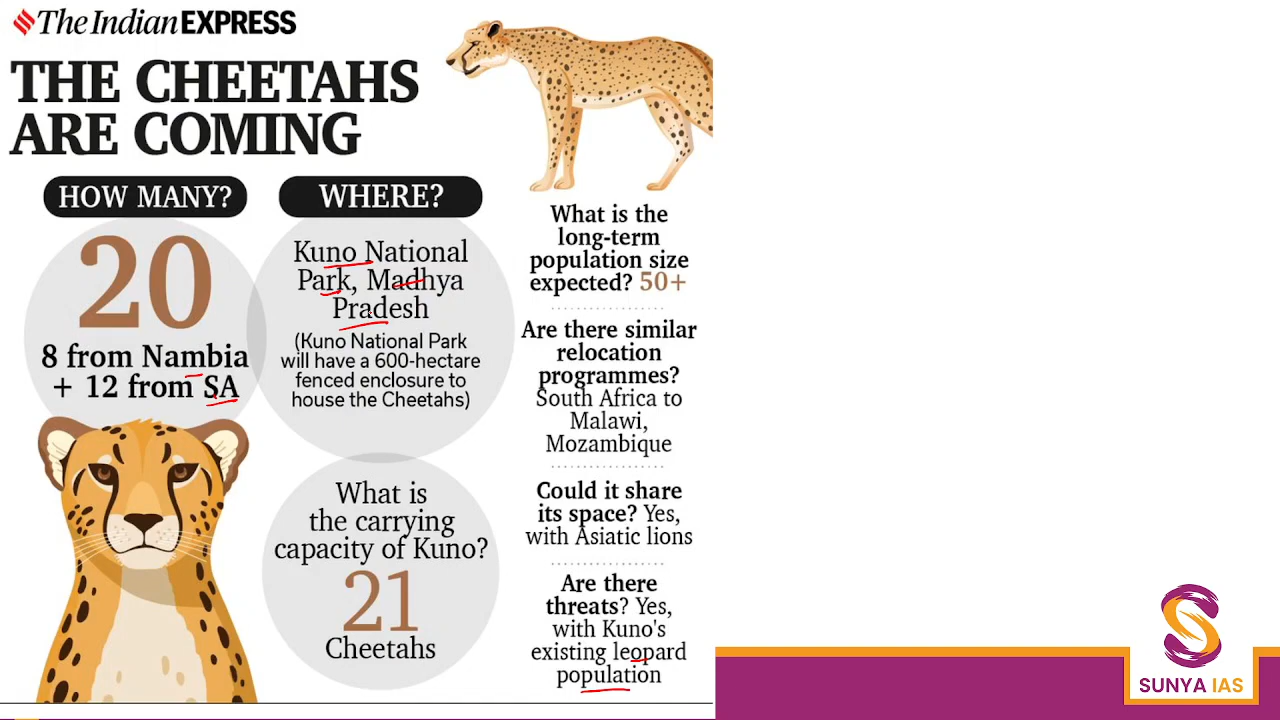 The Indian EXPRESS
THE CHEETAHS
ARE COMING
HOW MANY?
20
8 from Nambia
+ 12 from SA
WHERE?
Kuno National
Park, Madhya
Pradesh
(Kuno National Park
will have a 600-hectare
fenced enclosure to
house the Cheetahs)
What is
the carrying
capacity of Kuno?
21
Cheetahs
What is the
long-term
population size
expected? 50+
Are there similar
relocation
programmes?
South Africa to
Malawi,
Mozambique
Could it share
its space? Yes,
with Asiatic lions
Are there
threats? Yes,
with Kuno's
existing leopard
population
S
SUNYA IAS